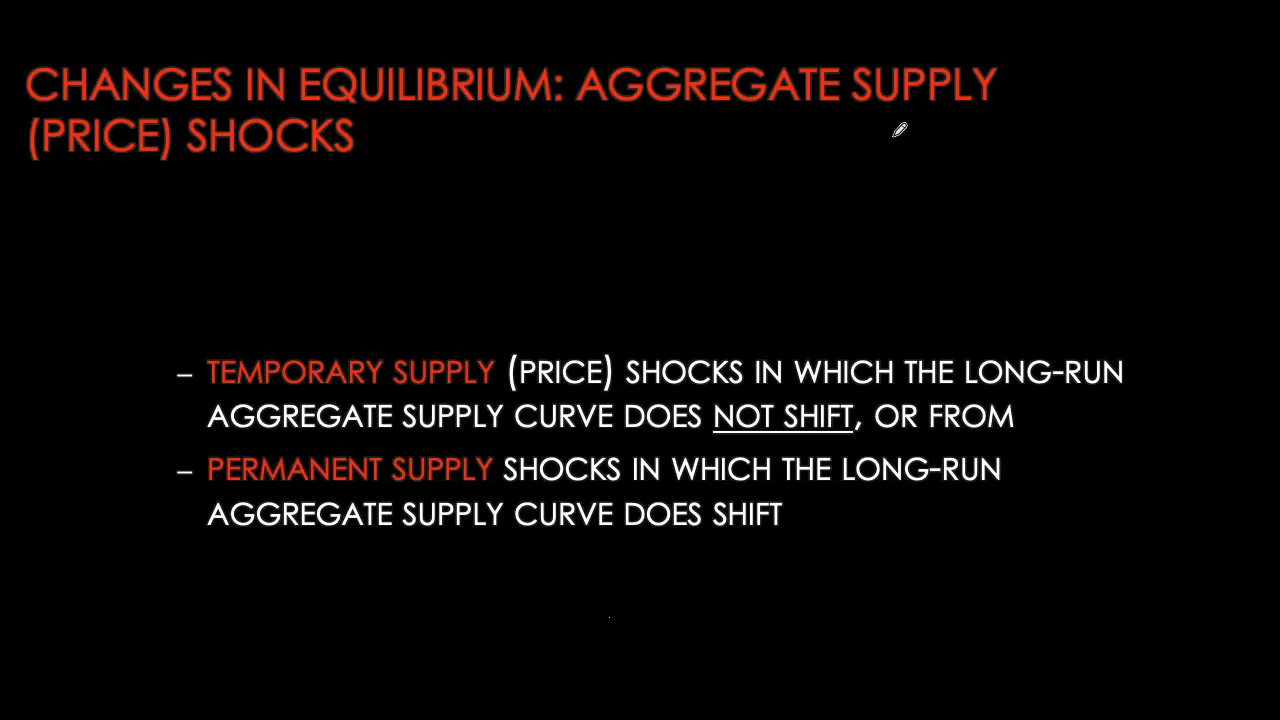 CHANGES IN EQUILIBRIUM: AGGREGATE SUPPLY
(PRICE) SHOCKS
– TEMPORARY SUPPLY (PRICE) SHOCKS IN WHICH THE LONG-RUN
AGGREGATE SUPPLY CURVE DOES NOT SHIFT, OR FROM
– PERMANENT SUPPLY SHOCKS IN WHICH THE LONG-RUN
AGGREGATE SUPPLY CURVE DOES SHIFT